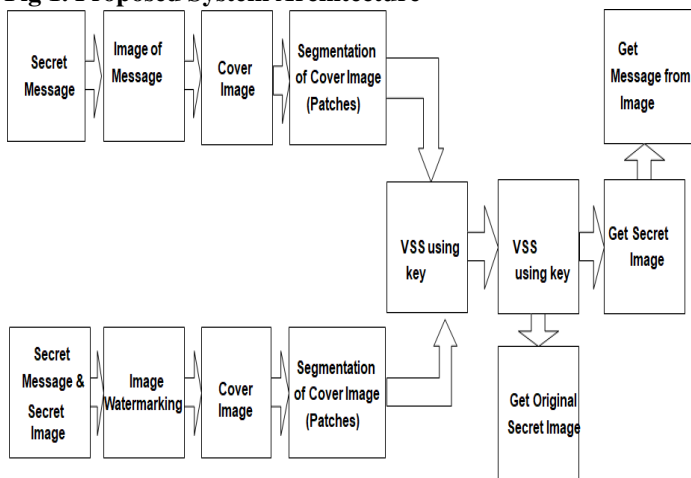 Fig 1. Proposed System Architecture
Secret
Message
Image of
Message
Cover
Image
Segmentation
of Cover Image
(Patches)
Get
Message from
Image
VSS using
key
VSS
using key
Get Secret
Image
Secret
Message &
Secret
Image
Image
Watermarking
Cover
Image
Segmentation
of Cover Image
(Patches)
Get Original
Secret Image